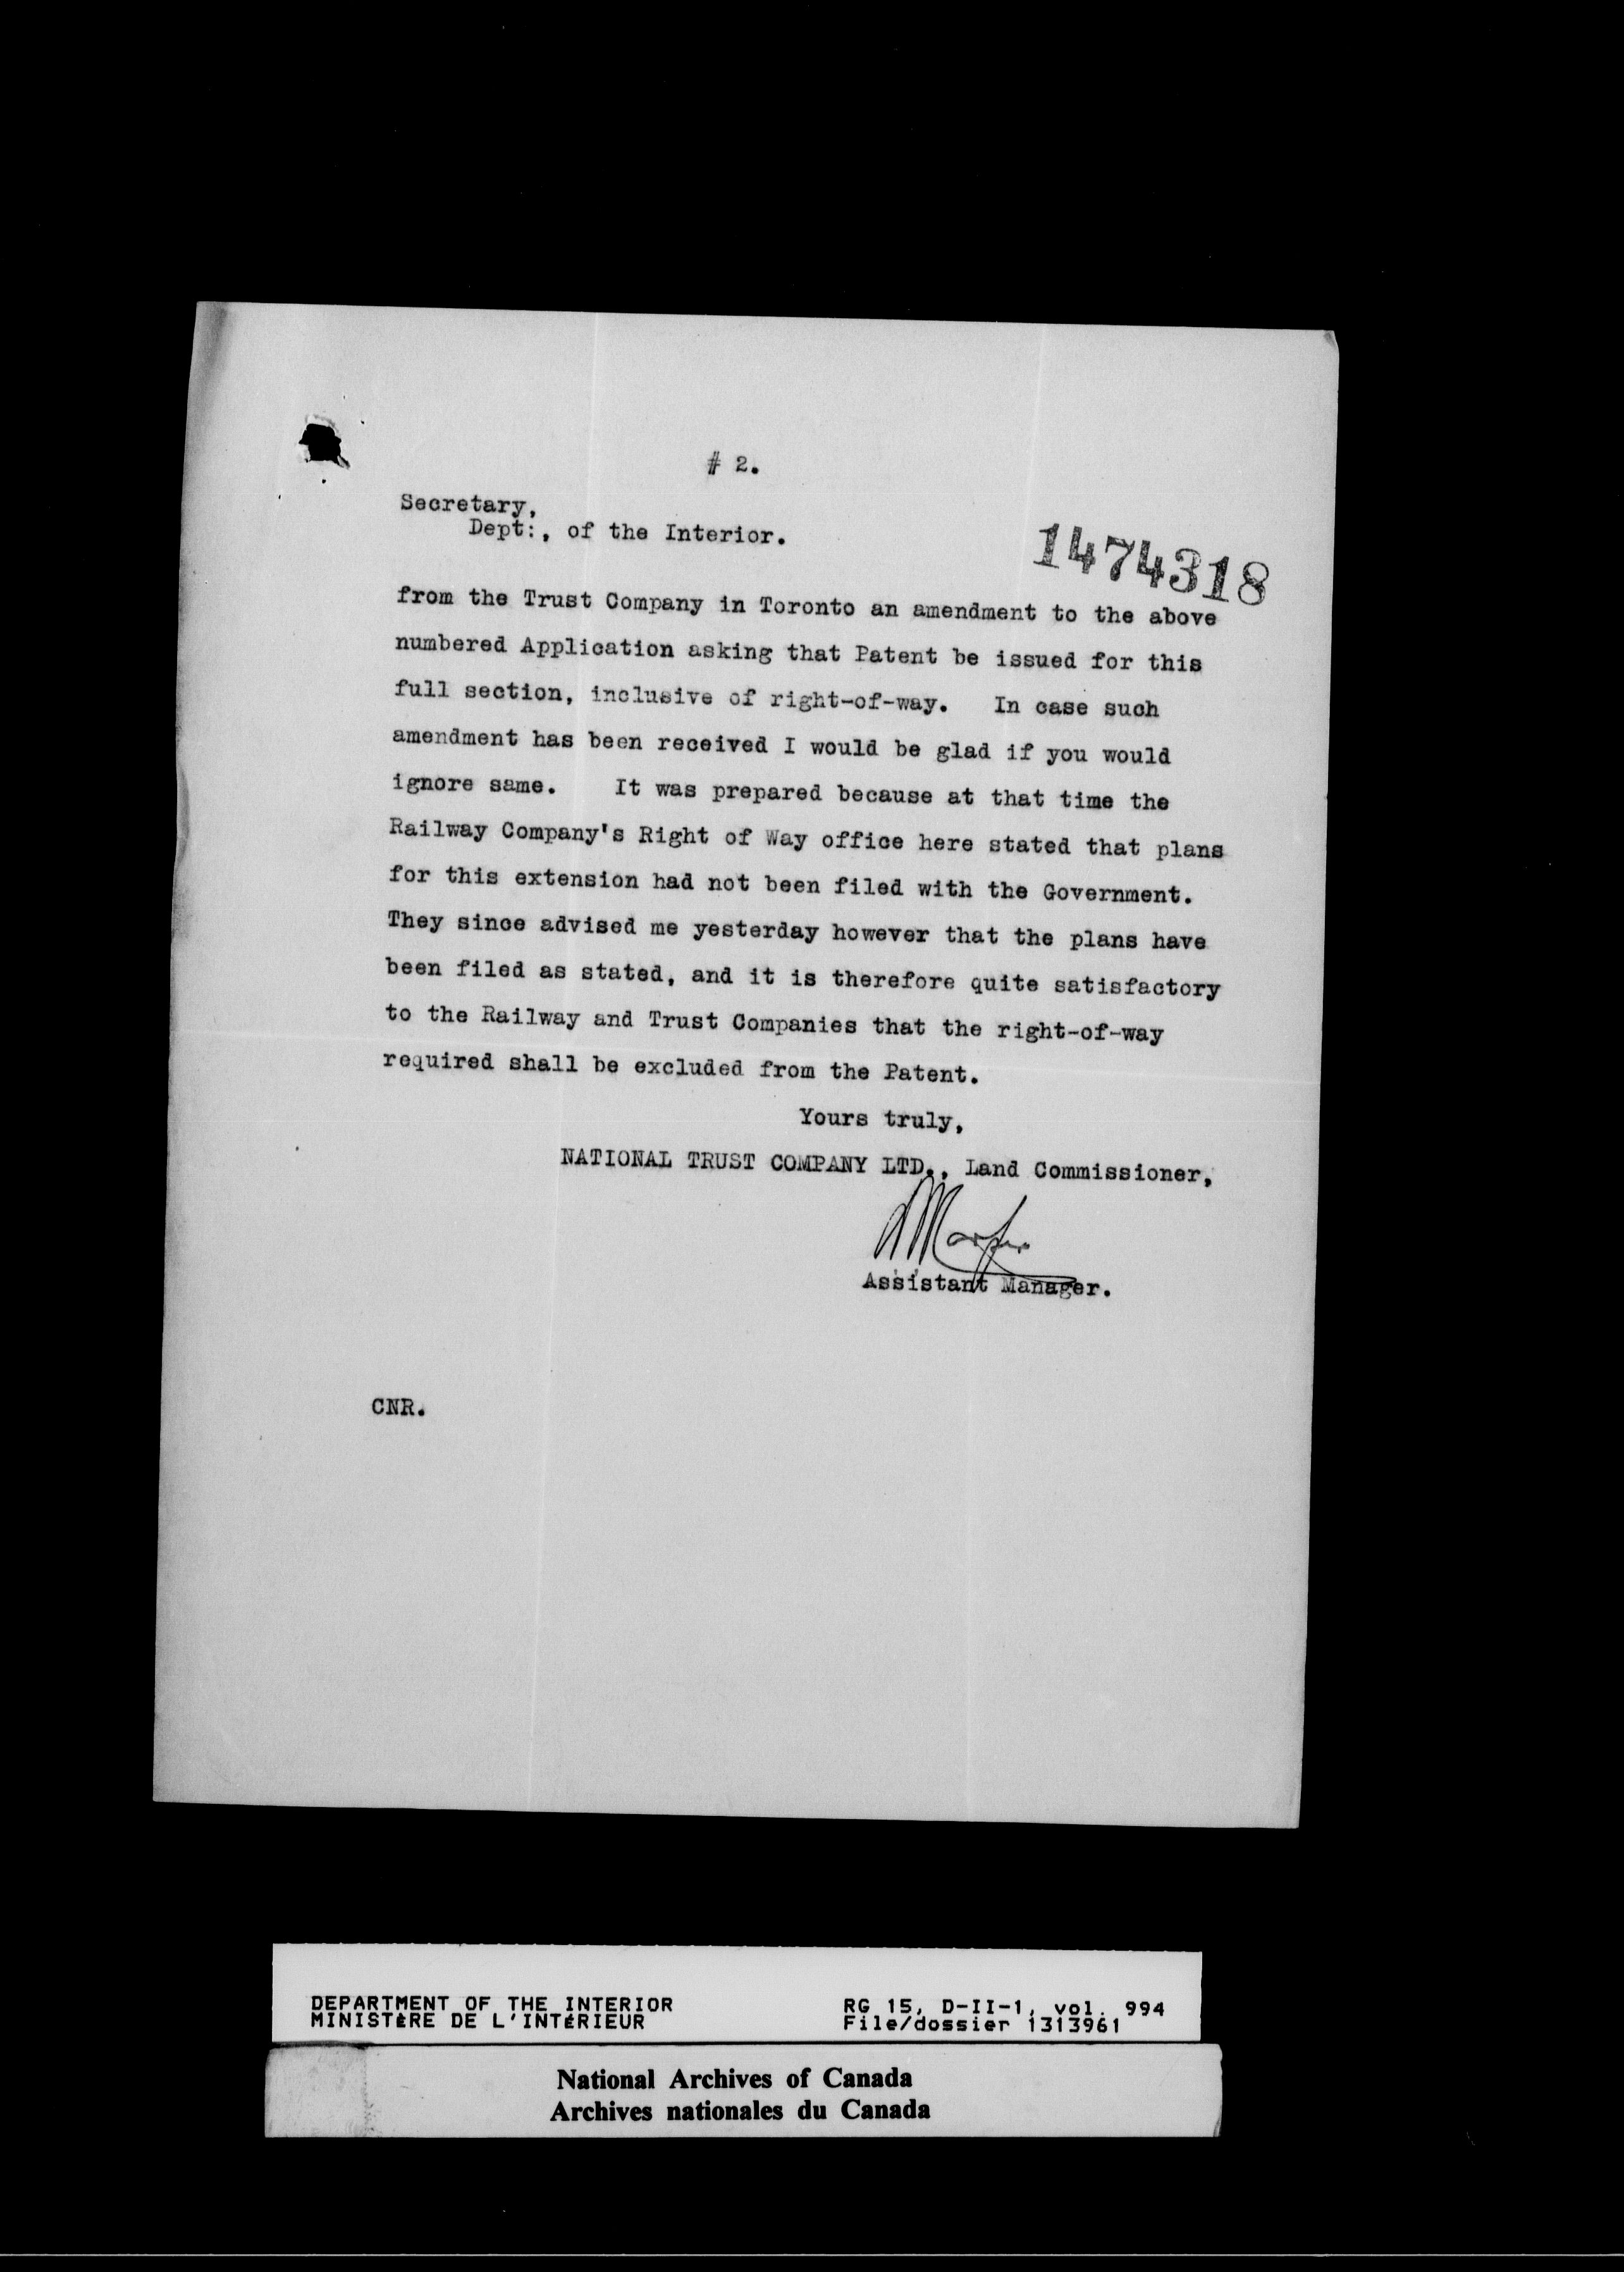 # 2.
Secretary,
Dept:, of the Interior.
1474318
from the Trust Company in Toronto an amendment to the above
numbered Application asking that Patent be issued for this
full section, inclusive of right-of-way. In case such
amendment has been received I would be glad if you would
ignore same. It was prepared because at that time the
Railway Company's Right of Way office here stated that plans
for this extension had not been filed with the Government.
They since advised me yesterday however that the plans have
been filed as stated, and it is therefore quite satisfactory
to the Railway and Trust Companies that the right-of-way
required shall be excluded from the Patent.
Yours truly,
NATIONAL TRUST COMPANY LTD., Land Commissioner,
Assistant Manager.
CNR.
DEPARTMENT OF THE INTERIOR
MINISTÈRE DE L'INTÉRIEUR
RG 15, D-II-1, vol. 994
File/dossier 1313961
National Archives of Canada
Archives nationales du Canada